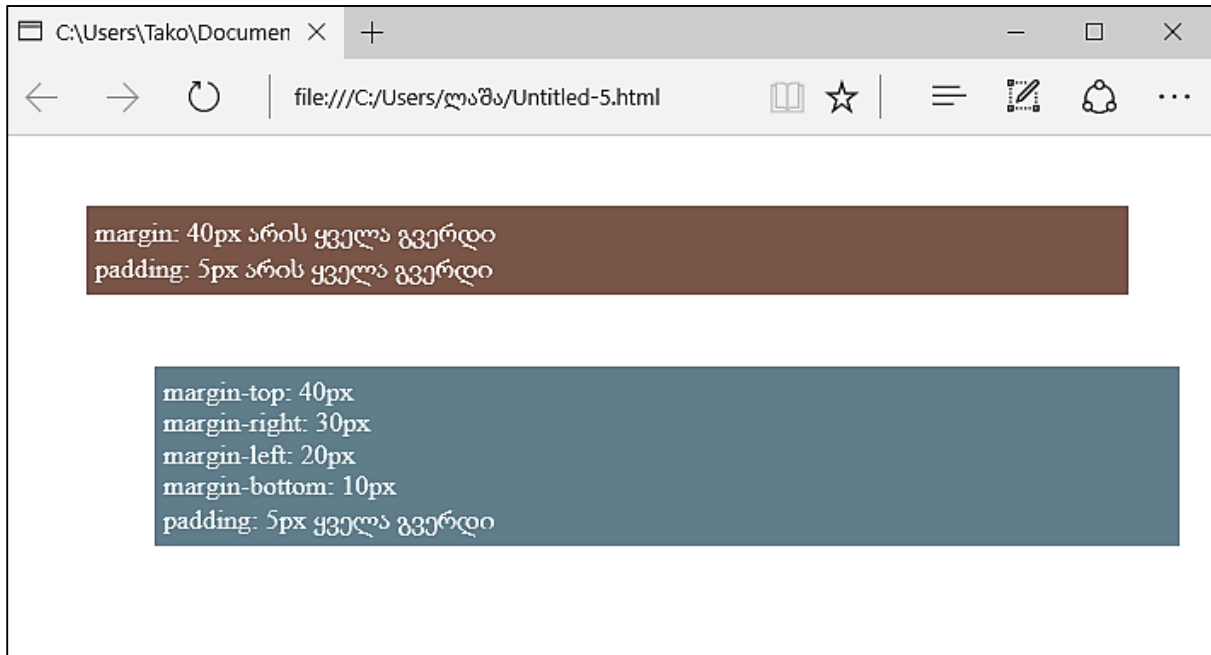 C:\Users\Tako\Documen
file:///C:/Users/ლაშა/Untitled-5.html
margin: 40px არის ყველა გვერდი
padding: 5px არის ყველა გვერდი
margin-top: 40px
margin-right: 30px
margin-left: 20px
margin-bottom: 10px
padding: 5px ყველა გვერდი